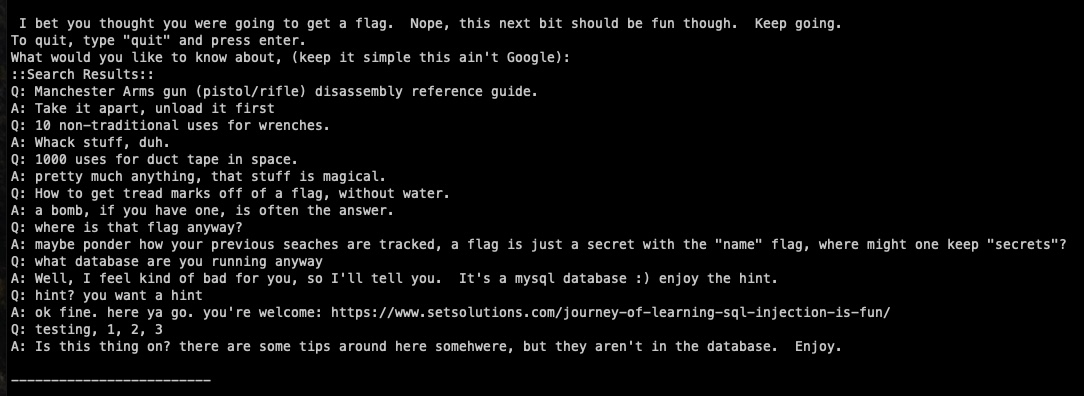 I bet you thought you were going to get a flag.  Nope, this next bit should be fun though.  Keep going.
To quit, type "quit" and press enter.
What would you like to know about, (keep it simple this ain't Google):
::Search Results::
Q: Manchester Arms gun (pistol/rifle) disassembly reference guide.
A: Take it apart, unload it first
Q: 10 non-traditional uses for wrenches.
A: Whack stuff, duh.
Q: 1000 uses for duct tape in space.
A: pretty much anything, that stuff is magical.
Q: How to get tread marks off of a flag, without water.
A: a bomb, if you have one, is often the answer.
Q: where is that flag anyway?
A: maybe ponder how your previous seaches are tracked, a flag is just a secret with the "name" flag, where might one keep "secrets"?
Q: what database are you running anyway
A: Well, I feel kind of bad for you, so I'll tell you.  It's a mysql database :) enjoy the hint.
Q: hint? you want a hint
A: ok fine. here ya go. you're welcome: https://www.setsolutions.com/journey-of-learning-sql-injection-is-fun/
Q: testing, 1, 2, 3
A: Is this thing on? there are some tips around here somehwere, but they aren't in the database.  Enjoy.
-------------------------